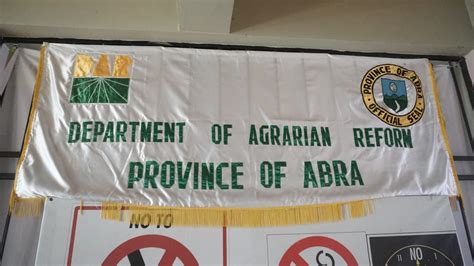 PROVINCE OF ABRA
OFFICIAL SEAL
DEPARTMENT OF AGRARIAN REFORM
PROVINCE OF ABRA
NO TO
NO